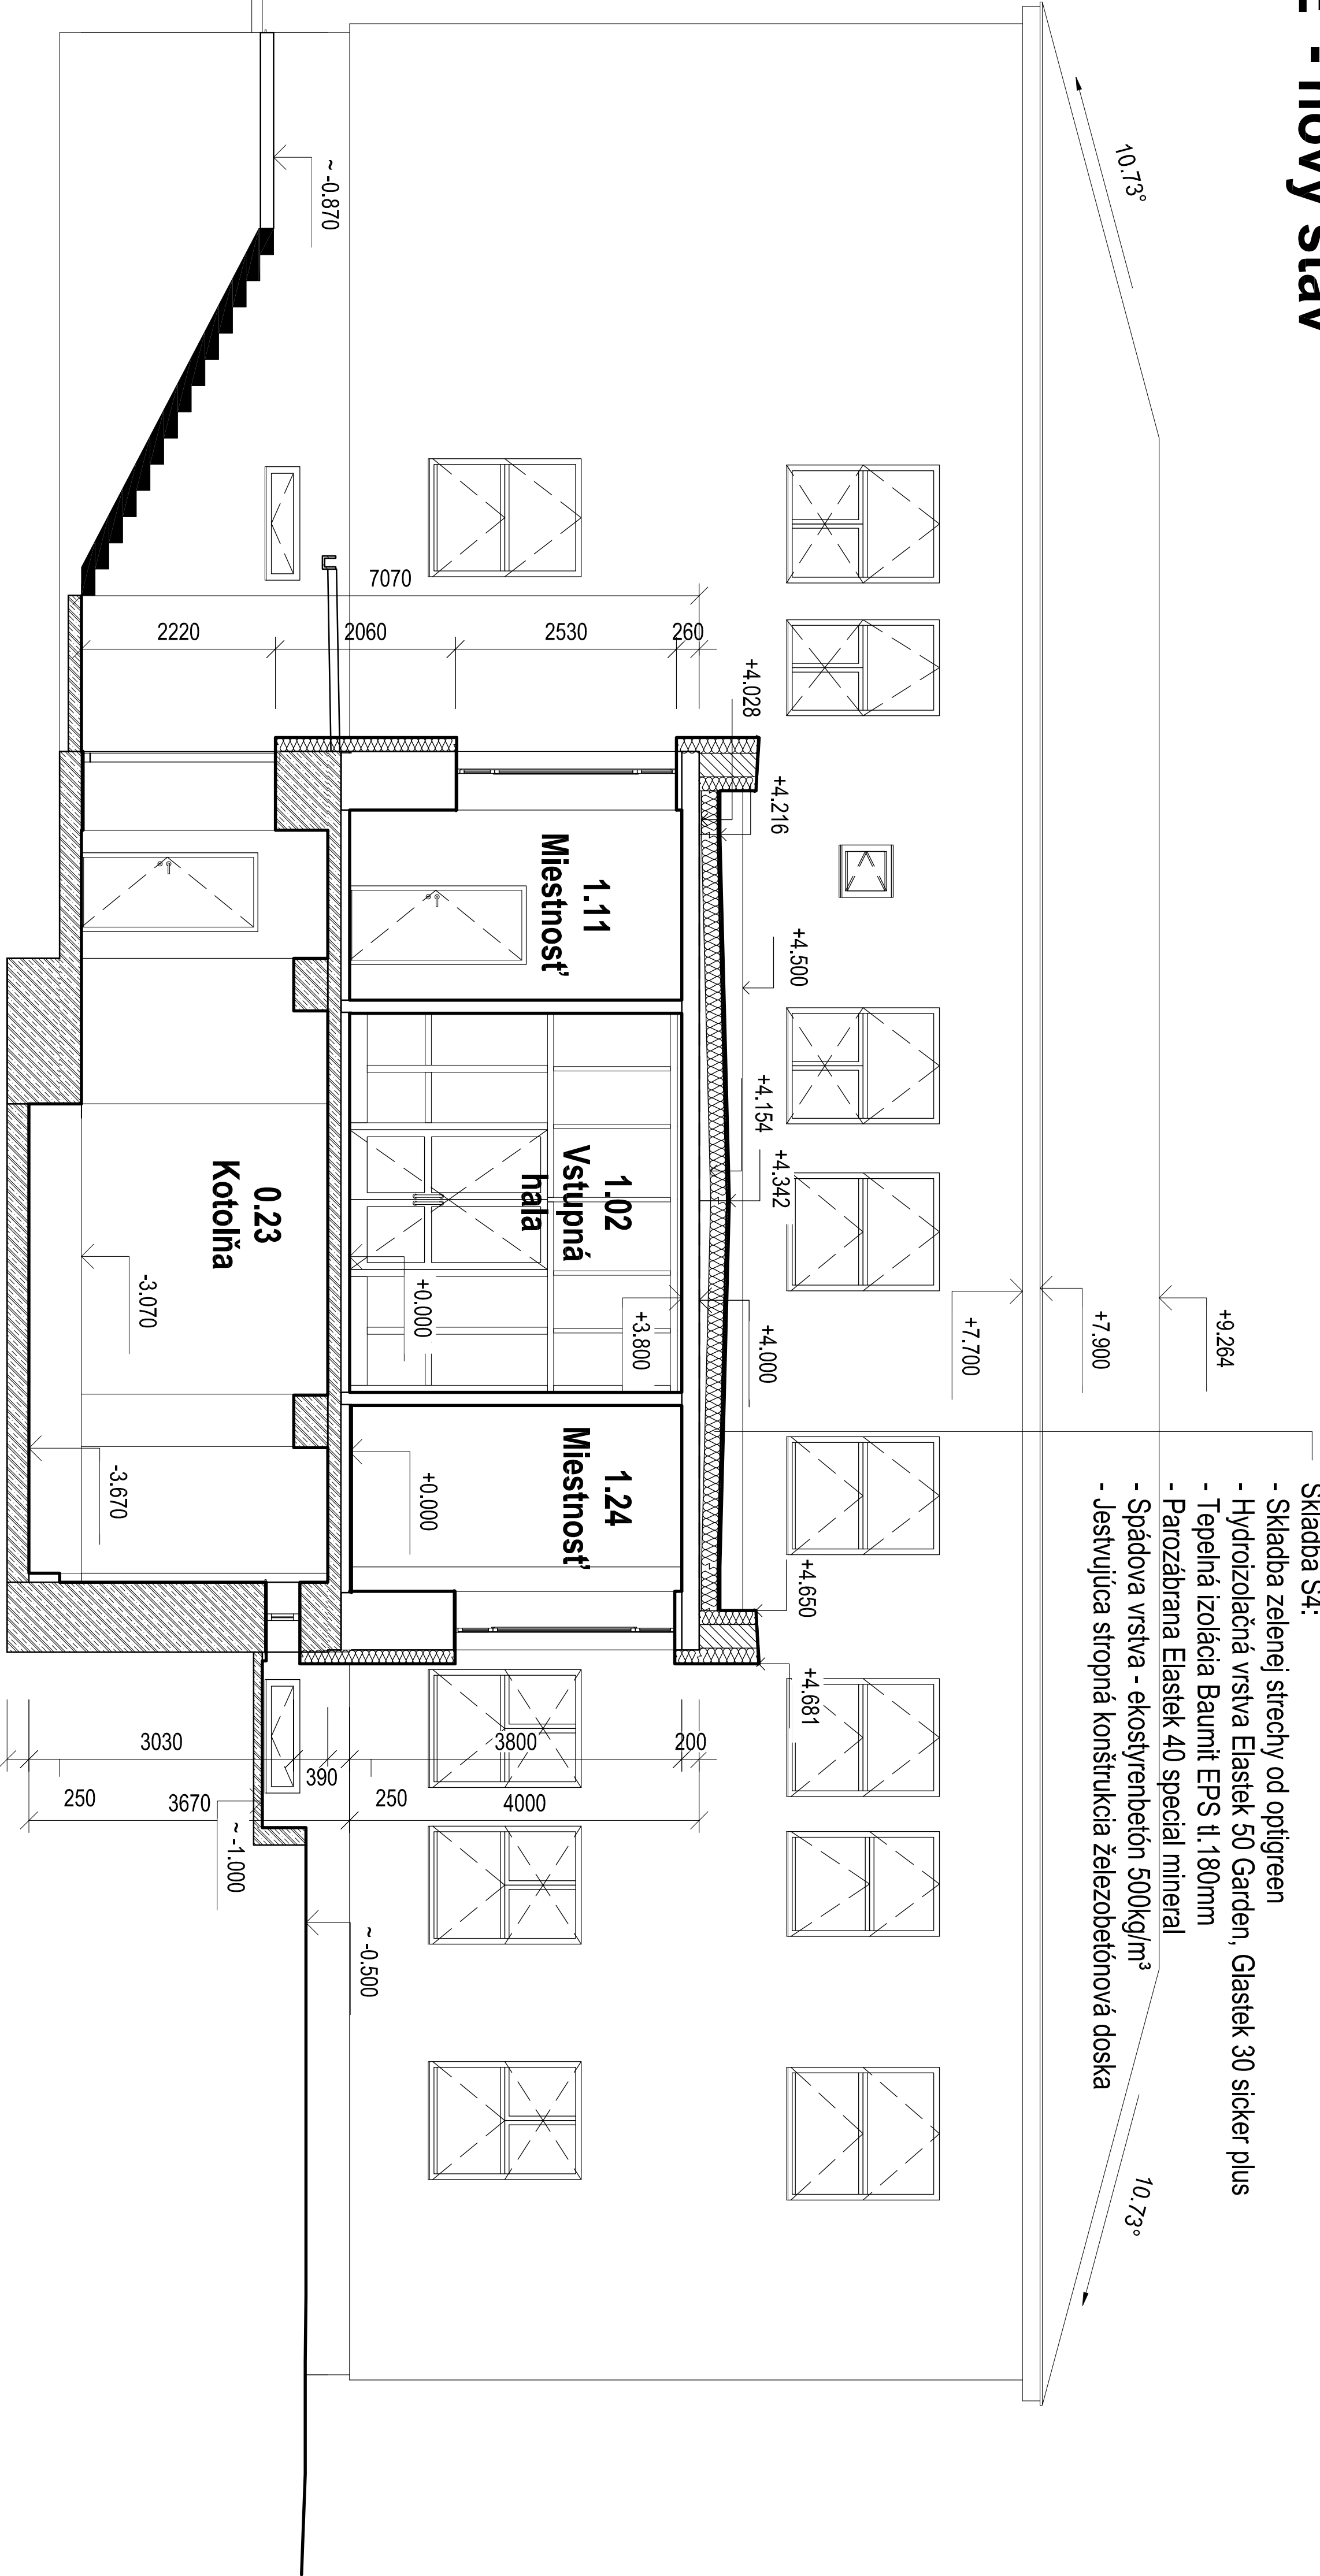 - nový stav
10.73°
Skladba S4:
- Skladba zelenej strechy od optigreen
- Hydroizolačná vrstva Elastek 50 Garden, Glastek 30 sicker plus
- Tepelná izolácia Baumit EPS tl.180mm
- Parozábrana Elastek 40 special mineral
- Spádova vrstva - ekostyrenbetón 500kg/m³
- Jestvujúca stropná konštrukcia železobetónová doska
10.73°
+9.264
+7.900
+7.700
~ -0.870
7070
2220
2060
2530
260
+4.028
+4.216
+4.500
+4.154
+4.342
+4.000
+3.800
+4.650
+4.681
1.11
Miestnosť
1.02
Vstupná
hala
+0.000
1.24
Miestnosť
+0.000
0.23
Kotolňa
-3.070
-3.670
3030
390
3800
200
250
3670
250
4000
~ -1.000
~ -0.500